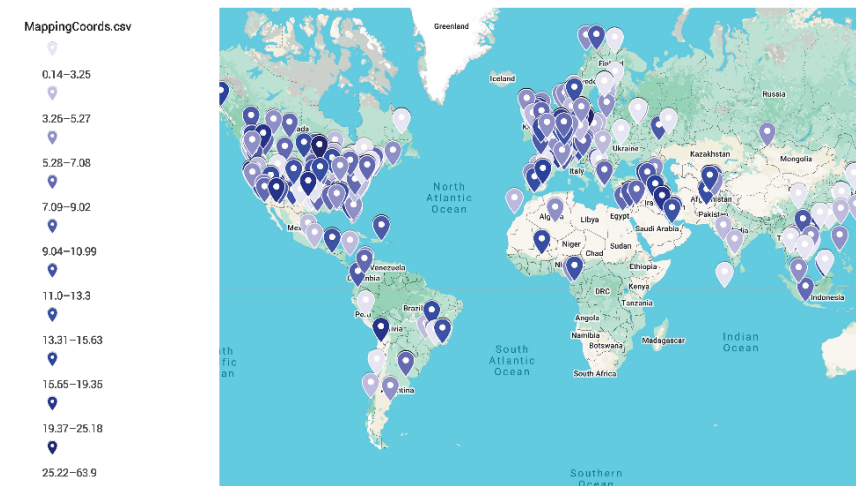 MappingCoords.csv
0.14–3.25
3.26–5.27
5.28–7.08
7.09–9.02
9.04–10.99
11.0–13.3
13.31–15.63
15.65–19.35
19.37–25.18
25.22–63.9
Greenland
Iceland
Russia
Ukraine
Kazakhstan
Mongolia
Italy
North
Atlantic
Ocean
Libya
Egypt
Pakistan
Saudi Arabia
Niger
Sudan
Chad
Venezuela
Ethiopia
Kenya
DRC
Indonesia
Tanzania
Brazil
Angola
Indian
Ocean
Namibia
Botswana
Madagascar
South
Atlantic
Ocean
South Africa
Southern
Ocean